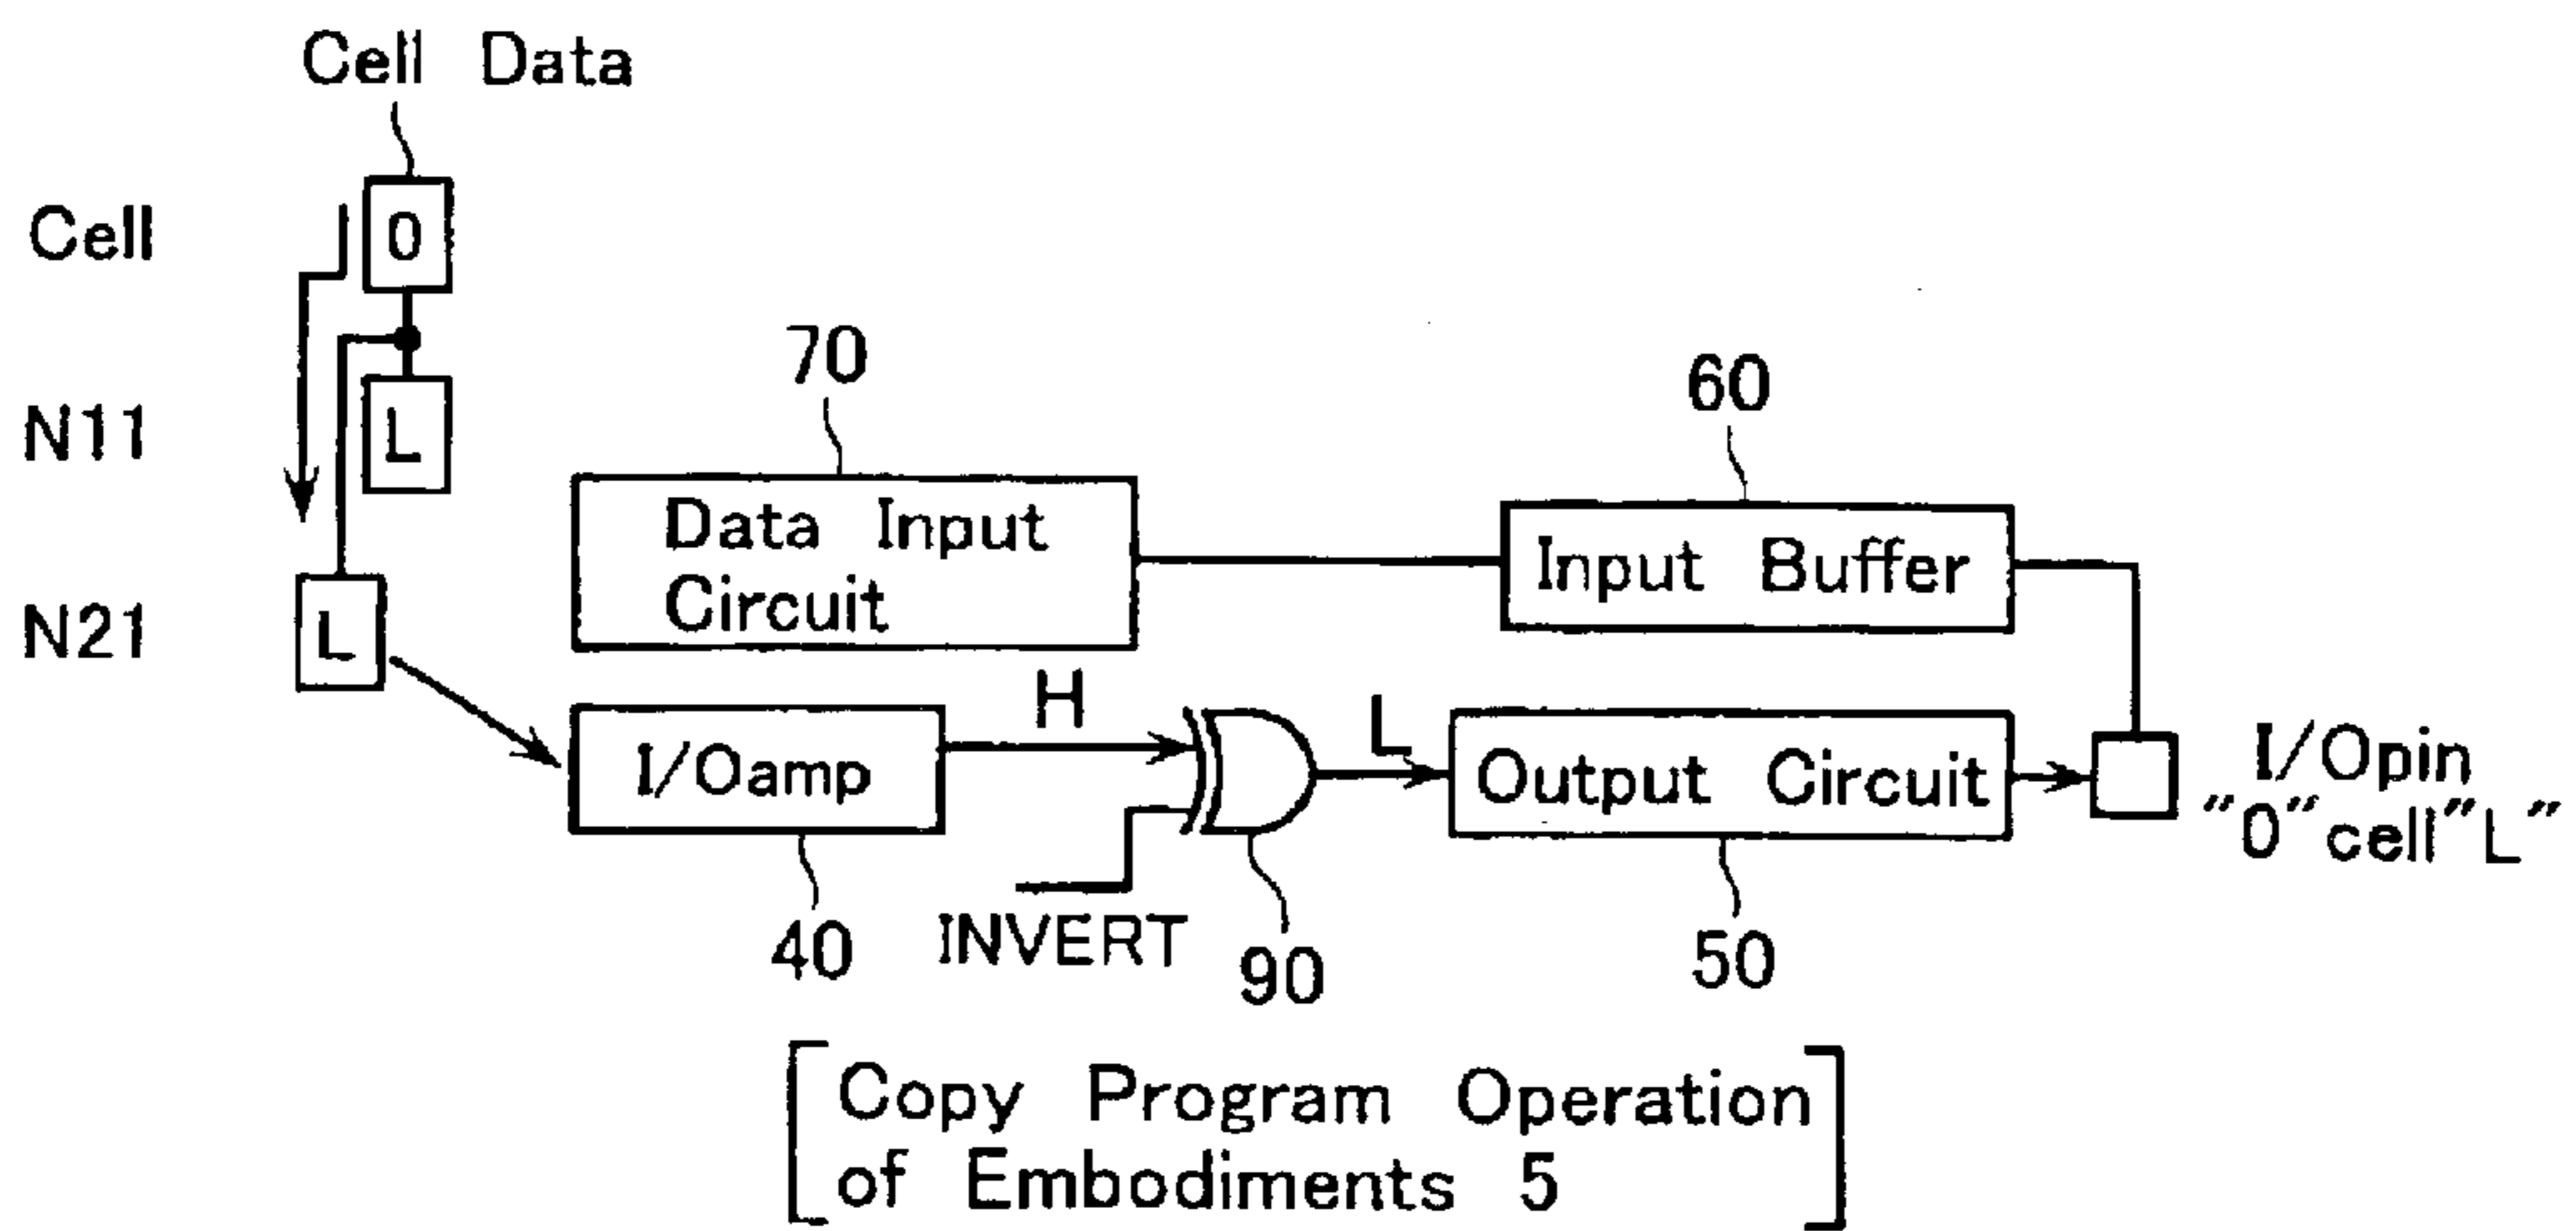 Cell Data
Cell
0
N11
L
70
60
Data Input
Circuit
Input Buffer
N21
L
H
L
I/Oamp
Output Circuit
I/Opin
"0"cell"L"
INVERT
40
90
50
Copy Program Operation
of Embodiments 5